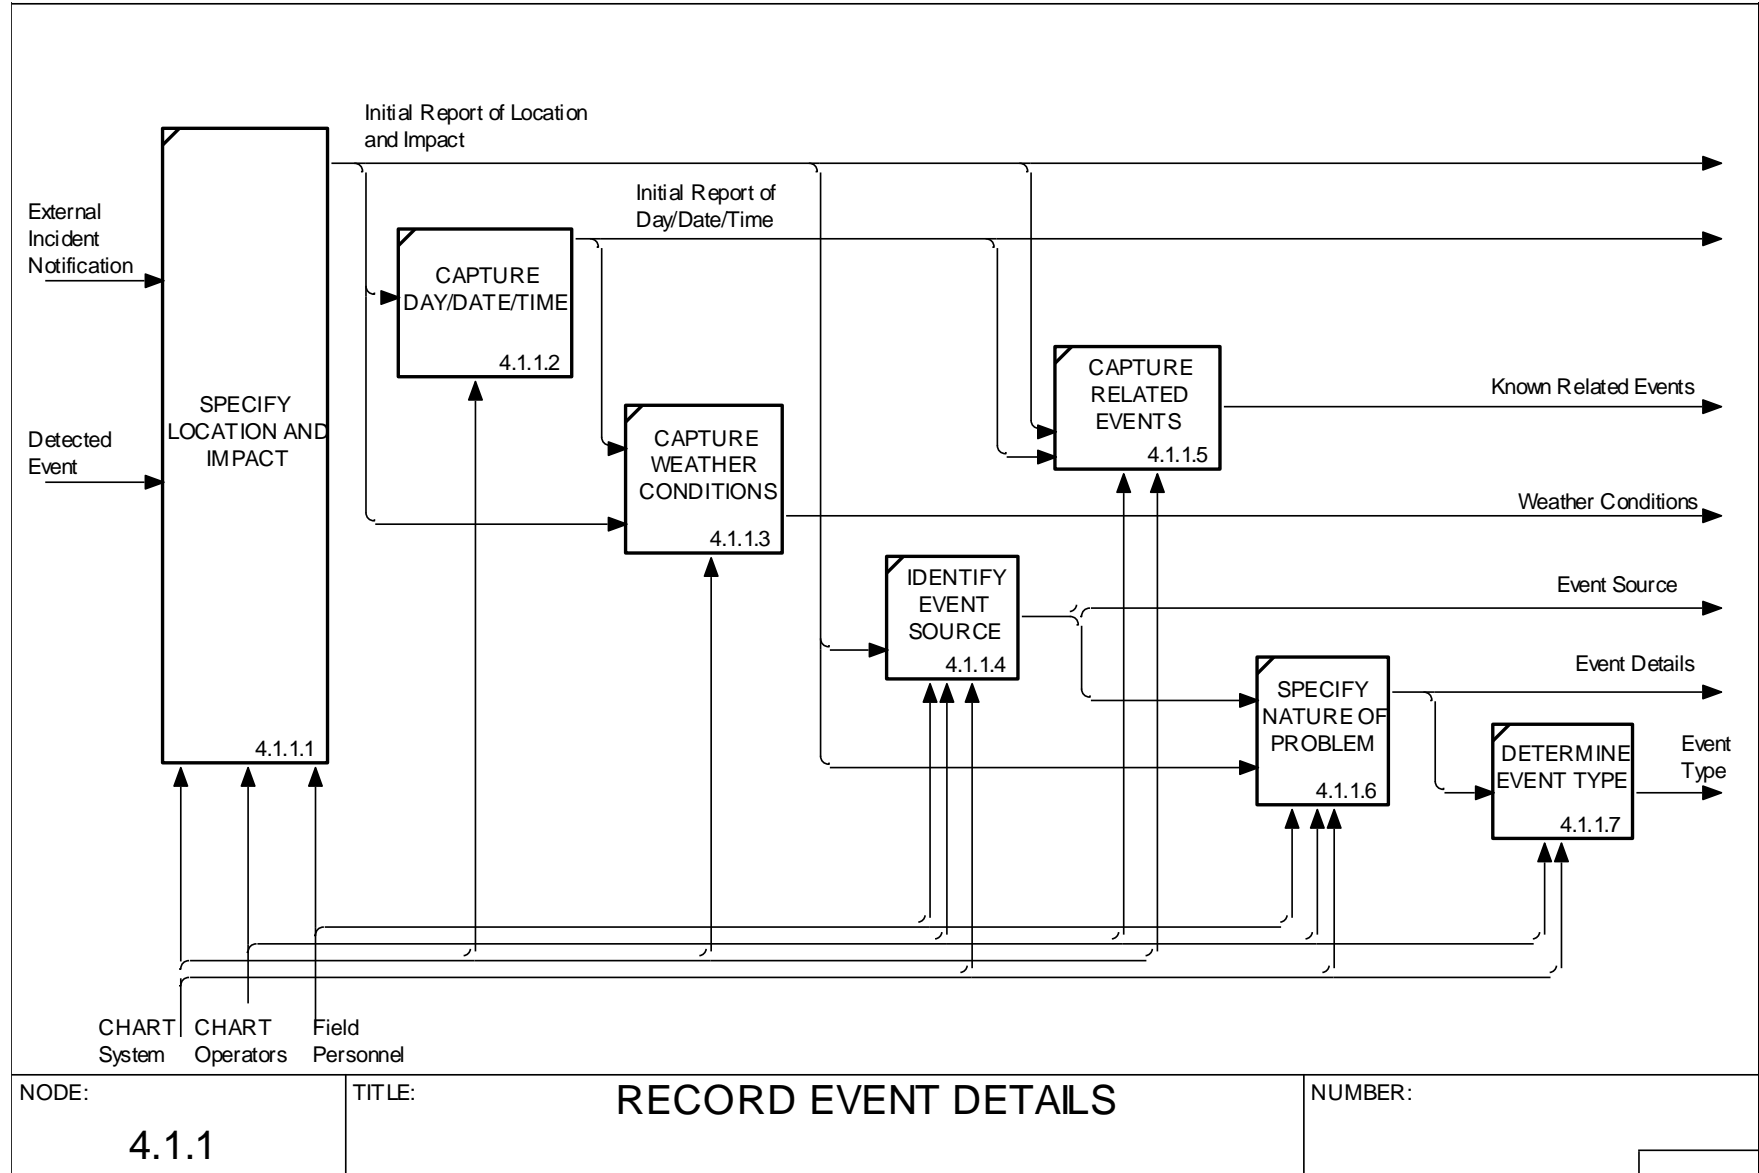 Initial Report of Location
and Impact
Initial Report of
Day/Date/Time
External
Incident
Notification
CAPTURE
DAY/DATE/TIME
4.1.1.2
CAPTURE
RELATED
EVENTS
4.1.1.5
Known Related Events
SPECIFY
LOCATION AND
IMPACT
4.1.1.1
Detected
Event
CAPTURE
WEATHER
CONDITIONS
4.1.1.3
Weather Conditions
IDENTIFY
EVENT
SOURCE
4.1.1.4
Event Source
Event Details
SPECIFY
NATURE OF
PROBLEM
4.1.1.6
DETERMINE
EVENT TYPE
4.1.1.7
Event
Type
CHART
System
CHART
Operators
Field
Personnel
NODE:
4.1.1
TITLE:
RECORD EVENT DETAILS
NUMBER: